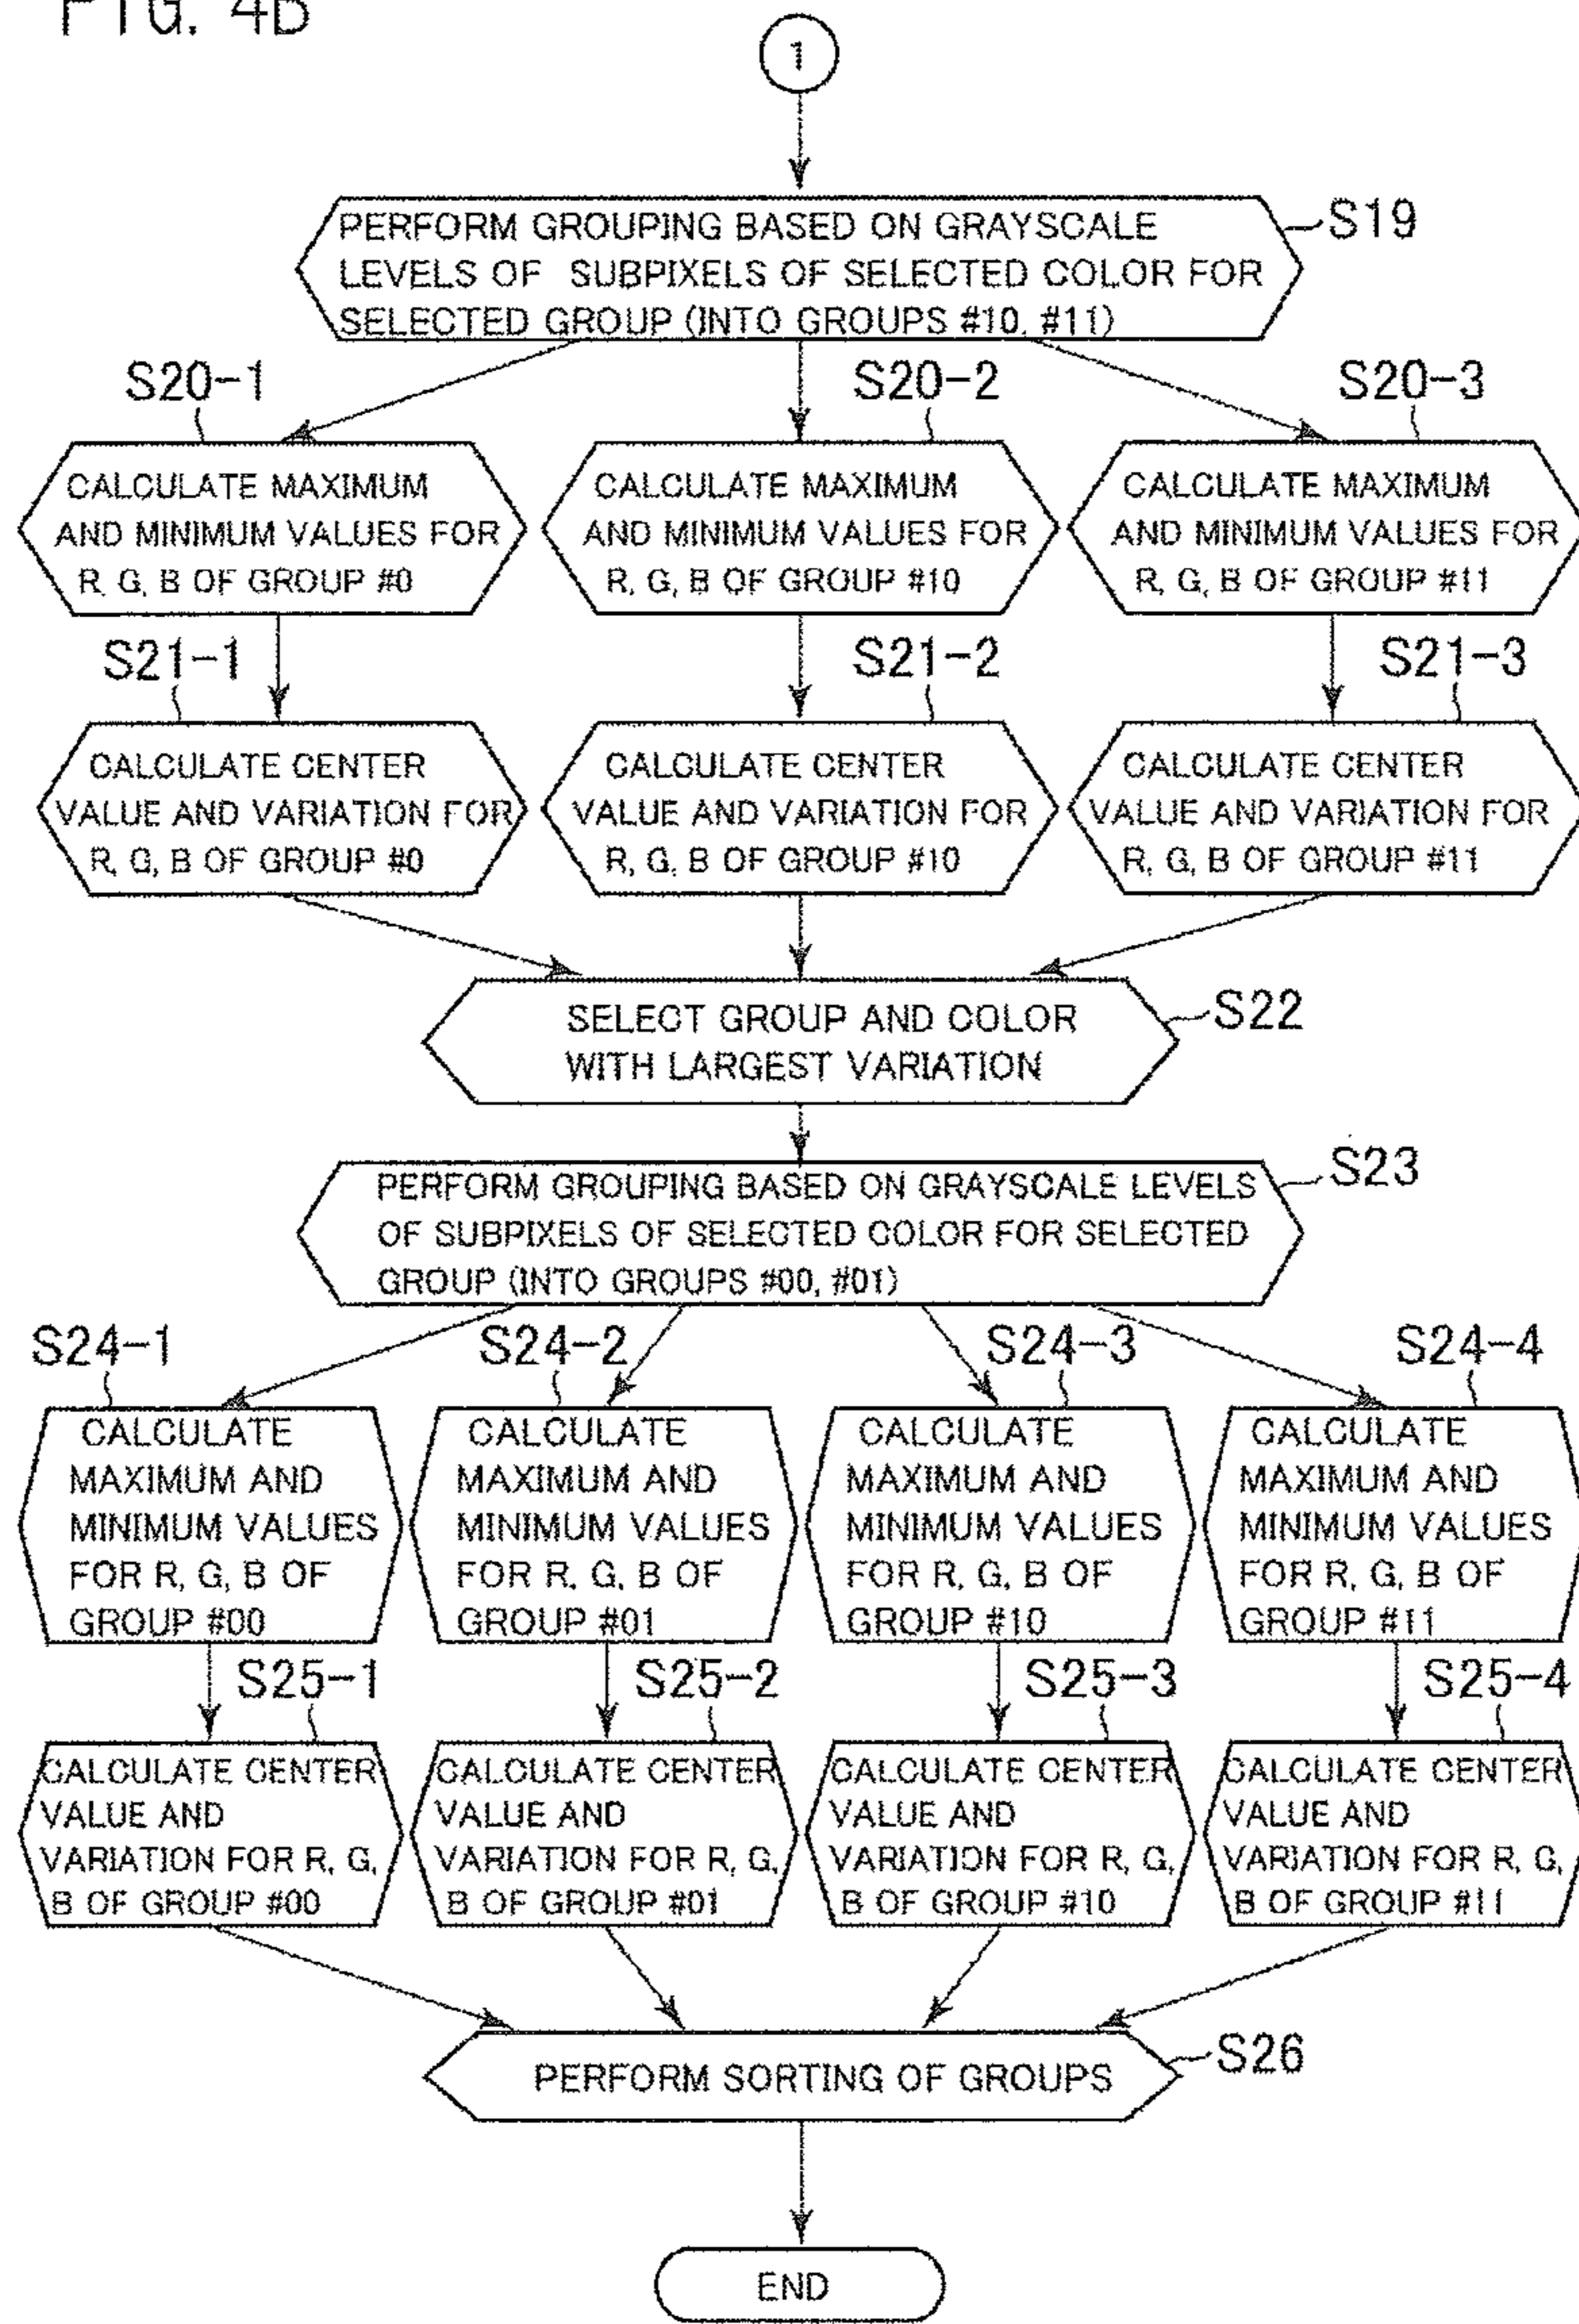 FIG. 4B
1
PERFORM GROUPING BASED ON GRAYSCALE
LEVELS OF SUBPIXELS OF SELECTED COLOR FOR
SELECTED GROUP (INTO GROUPS #10, #11)
S19
S20-1
S20-2
S20-3
CALCULATE MAXIMUM
AND MINIMUM VALUES FOR
R, G, B OF GROUP #0
CALCULATE MAXIMUM
AND MINIMUM VALUES FOR
R, G, B OF GROUP #10
CALCULATE MAXIMUM
AND MINIMUM VALUES FOR
R, G, B OF GROUP #11
S21-1
S21-2
S21-3
CALCULATE CENTER
VALUE AND VARIATION FOR
R, G, B OF GROUP #0
CALCULATE CENTER
VALUE AND VARIATION FOR
R, G, B OF GROUP #10
CALCULATE CENTER
VALUE AND VARIATION FOR
R, G, B OF GROUP #11
SELECT GROUP AND COLOR
WITH LARGEST VARIATION
S22
PERFORM GROUPING BASED ON GRAYSCALE LEVELS
OF SUBPIXELS OF SELECTED COLOR FOR SELECTED
GROUP (INTO GROUPS #00, #01)
S23
S24-1
S24-2
S24-3
S24-4
CALCULATE
MAXIMUM AND
MINIMUM VALUES
FOR R, G, B OF
GROUP #00
CALCULATE
MAXIMUM AND
MINIMUM VALUES
FOR R, G, B OF
GROUP #01
CALCULATE
MAXIMUM AND
MINIMUM VALUES
FOR R, G, B OF
GROUP #10
CALCULATE
MAXIMUM AND
MINIMUM VALUES
FOR R, G, B OF
GROUP #11
S25-1
S25-2
S25-3
S25-4
CALCULATE CENTER
VALUE AND
VARIATION FOR R, G,
B OF GROUP #00
CALCULATE CENTER
VALUE AND
VARIATION FOR R, G,
B OF GROUP #01
CALCULATE CENTER
VALUE AND
VARIATION FOR R, G,
B OF GROUP #10
CALCULATE CENTER
VALUE AND
VARIATION FOR R, G,
B OF GROUP #11
PERFORM SORTING OF GROUPS
S26
END